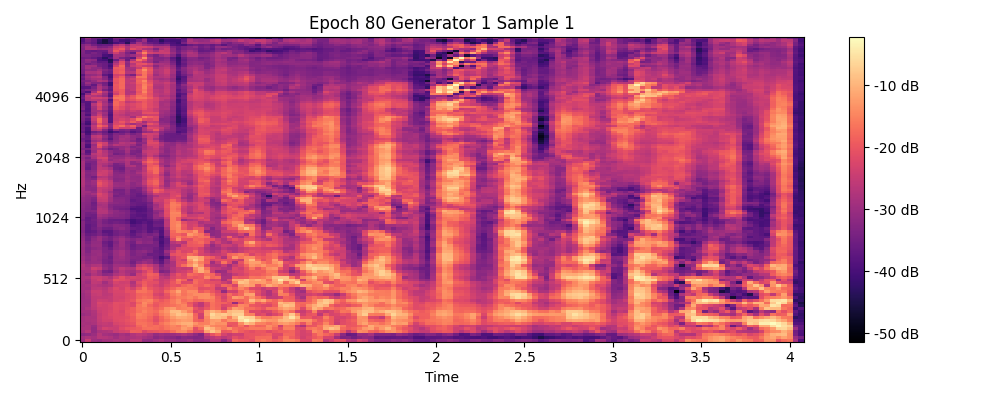 Epoch 80 Generator 1 Sample 1
Hz
4096
2048
1024
512
0
0 0.5 1 1.5 2 2.5 3 3.5 4
Time
-10 dB
-20 dB
-30 dB
-40 dB
-50 dB